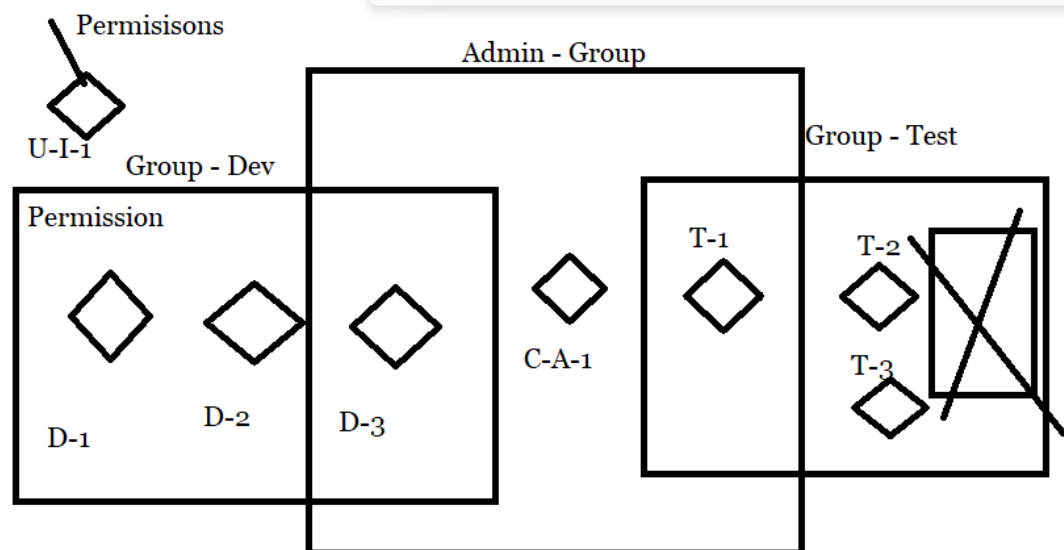 Permisisons
Admin - Group
U-I-1
Group - Dev
Group - Test
Permission
T-1
T-2
C-A-1
T-3
D-1
D-2
D-3